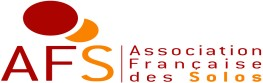 AFS
Association
Française
des Solos